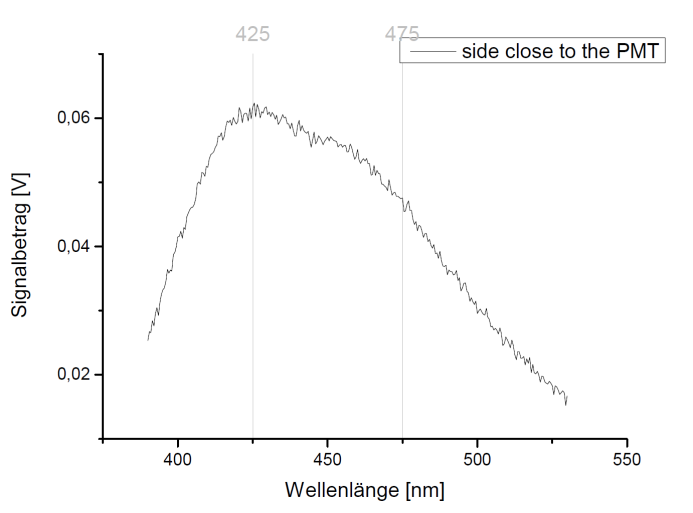 425 475
side close to the PMT
0,06
0,04
0,02
Signalbetrag [V]
400 450 500 550
Wellenlänge [nm]